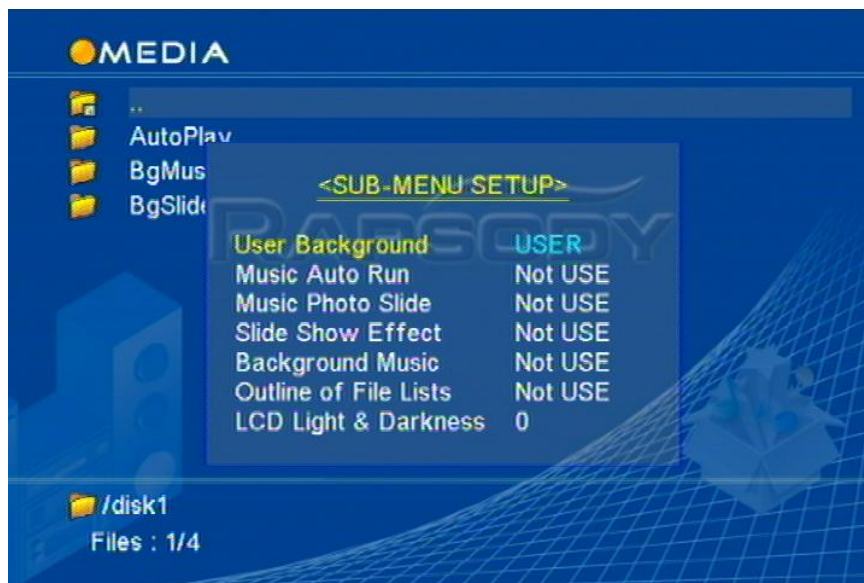 MEDIA
..
AutoPlay
BgMus
BgSlide
<SUB-MENU SETUP>
RAPSODY
User Background USER
Music Auto Run Not USE
Music Photo Slide Not USE
Slide Show Effect Not USE
Background Music Not USE
Outline of File Lists Not USE
LCD Light & Darkness 0
/disk1
Files : 1/4